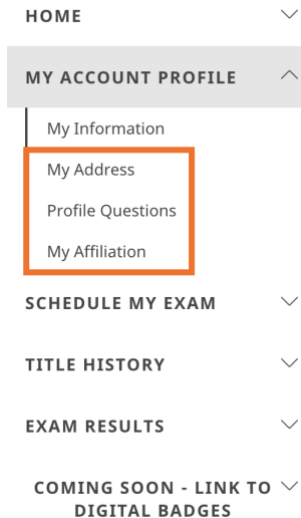 HOME
MY ACCOUNT PROFILE
My Information
My Address
Profile Questions
My Affiliation
SCHEDULE MY EXAM
TITLE HISTORY
EXAM RESULTS
COMING SOON - LINK TO
DIGITAL BADGES